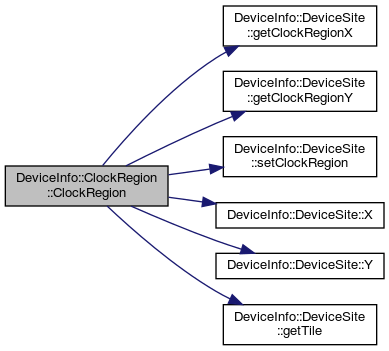 DeviceInfo::DeviceSite
::getClockRegionX
DeviceInfo::DeviceSite
::getClockRegionY
DeviceInfo::DeviceSite
::setClockRegion
DeviceInfo::ClockRegion
::ClockRegion
DeviceInfo::DeviceSite::X
DeviceInfo::DeviceSite::Y
DeviceInfo::DeviceSite
::getTile